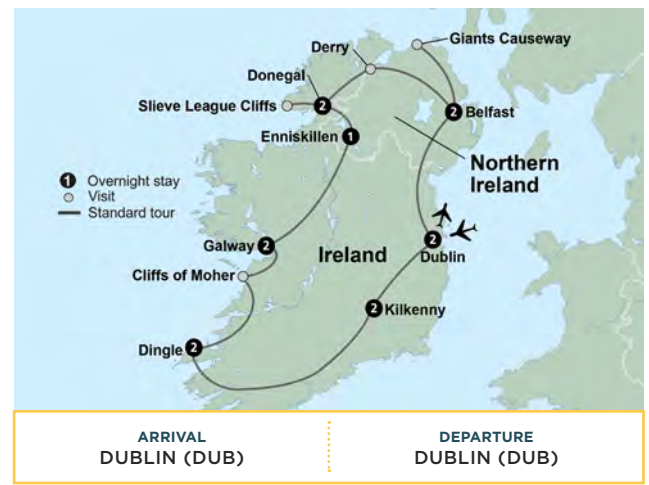 Giants Causeway
Derry
Donegal
2
Slieve League Cliffs
2
Belfast
Enniskillen
1
Northern
Ireland
1 Overnight stay
Visit
Standard tour
Galway
2
Ireland
2
Dublin
Cliffs of Moher
2
Kilkenny
Dingle
2
ARRIVAL
DUBLIN (DUB)
DEPARTURE
DUBLIN (DUB)